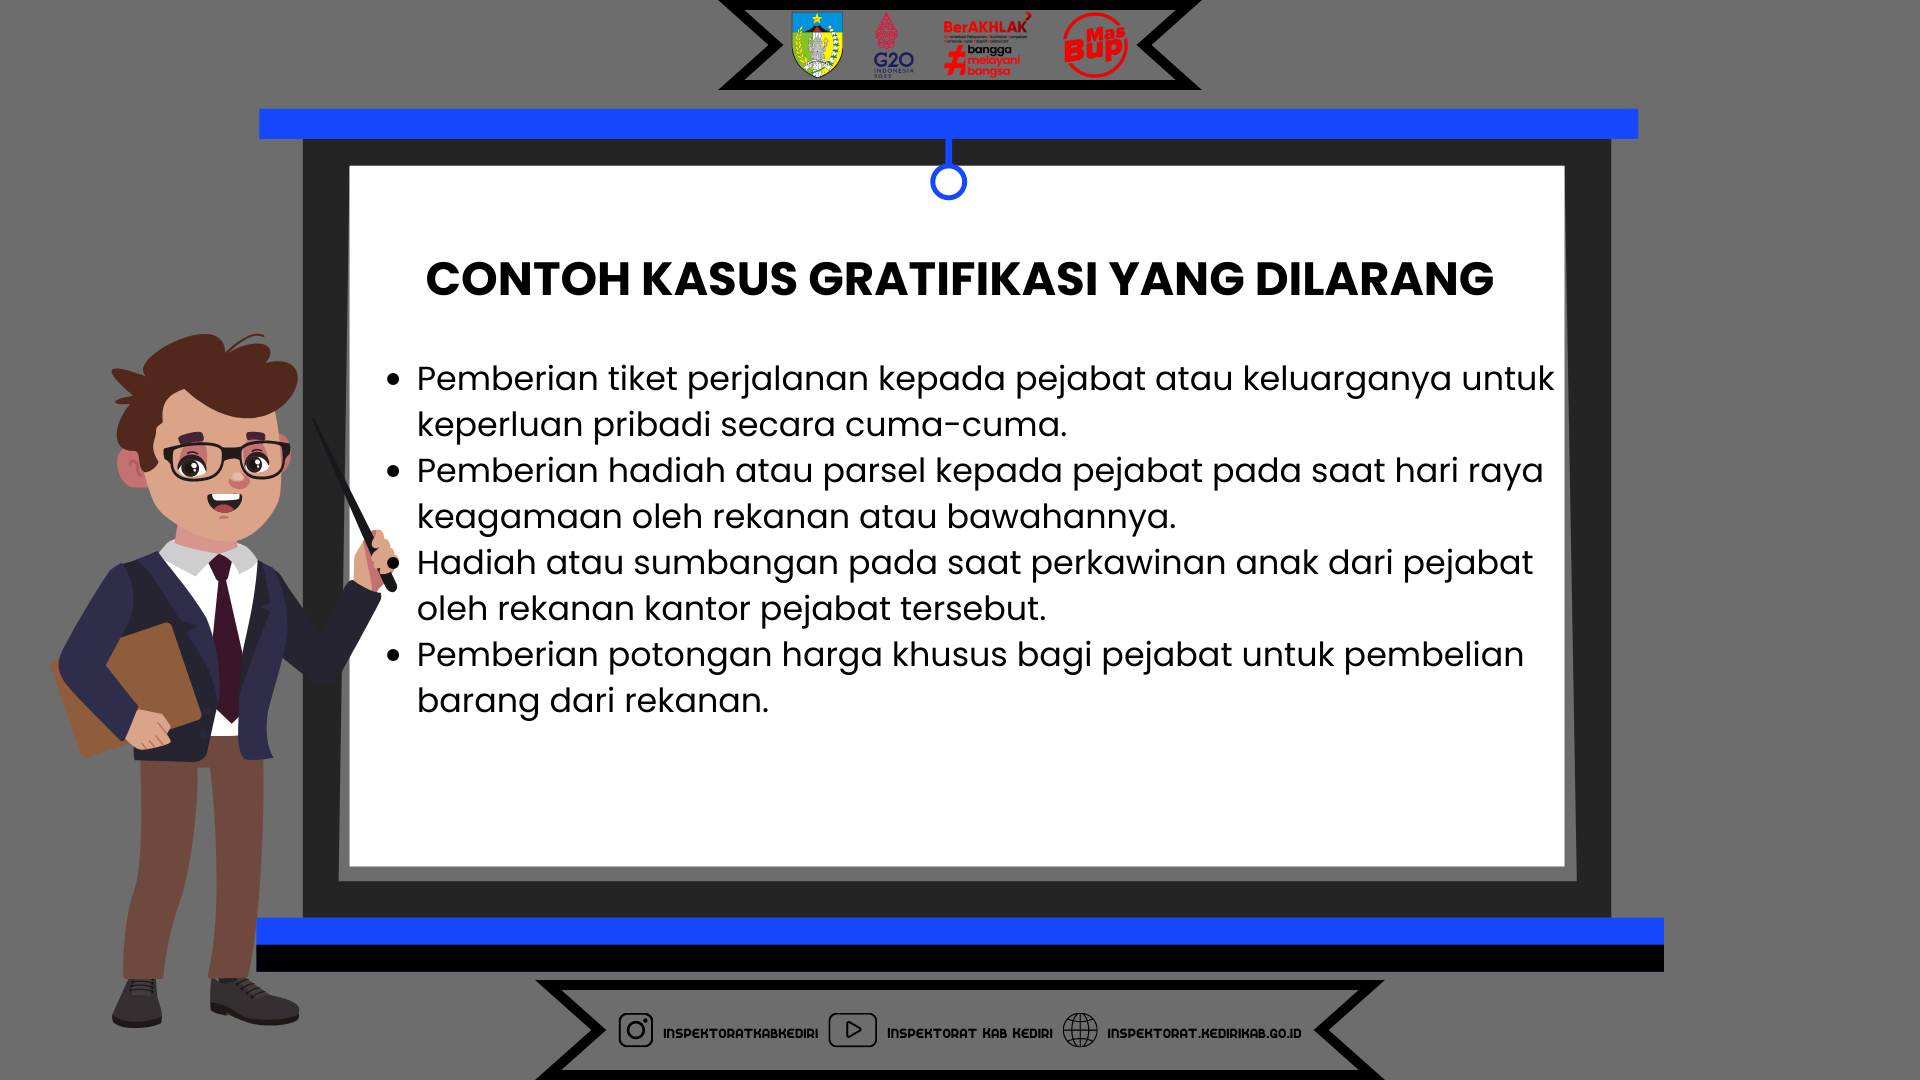 BerAKHLAK
G20
INDONESIA
2022
#bangga
melayani
bangsa
Mas
Bup
CONTOH KASUS GRATIFIKASI YANG DILARANG
• Pemberian tiket perjalanan kepada pejabat atau keluarganya untuk
keperluan pribadi secara cuma-cuma.
• Pemberian hadiah atau parsel kepada pejabat pada saat hari raya
keagamaan oleh rekanan atau bawahannya.
• Hadiah atau sumbangan pada saat perkawinan anak dari pejabat
oleh rekanan kantor pejabat tersebut.
• Pemberian potongan harga khusus bagi pejabat untuk pembelian
barang dari rekanan.
INSPEKTORATKABKEDIRI INSPEKTORAT KAB KEDIRI INSPEKTORAT.KEDIRIKAB.GO.ID